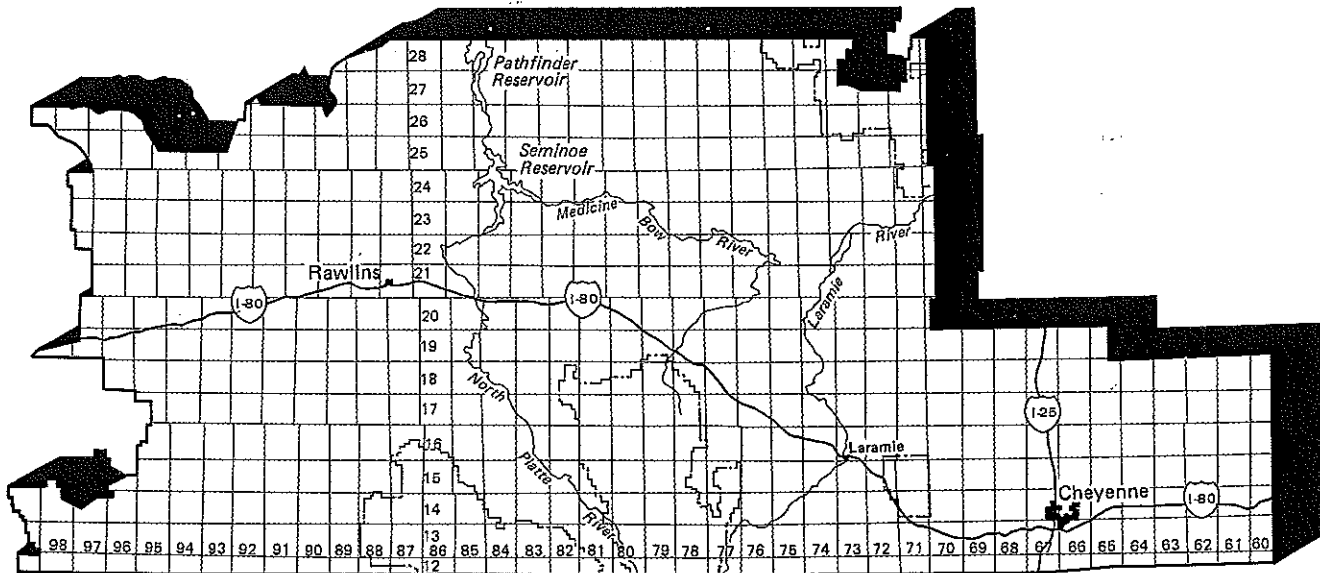 28
Pathfinder
Reservoir
27
26
25
Seminoe
Reservoir
24
Medicine
Bow
River
River
23
22
Rawlins
21
I-80
I-80
Laramie
20
19
18
North
17
I-25
16
Laramie
15
Platte
14
Cheyenne
I-80
River
13
98 97 96 95 94 93 92 91 90 89 88 87 86 85 84 83 82 81 80 79 78 77 76 75 74 73 72 71 70 69 68 67 66 65 64 63 62 61 60
12